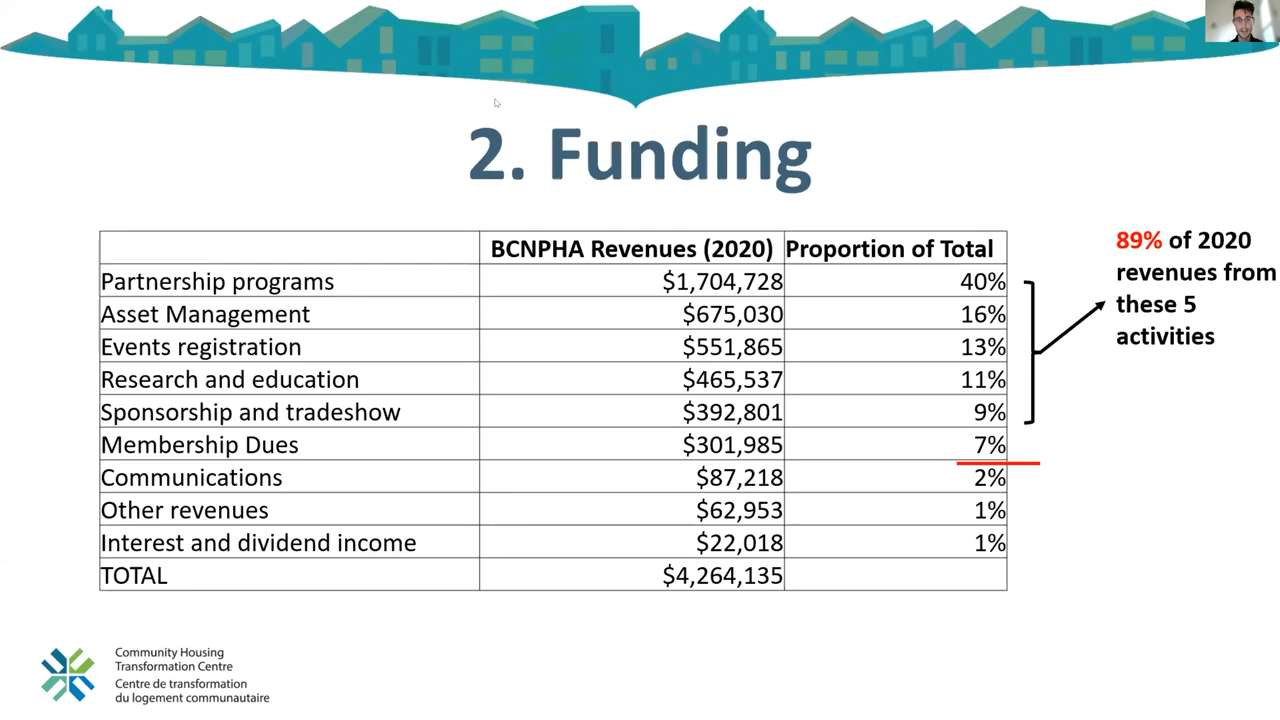 2. Funding
BCNPHA Revenues (2020) Proportion of Total
Partnership programs $1,704,728 40%
Asset Management $675,030 16%
Events registration $551,865 13%
Research and education $465,537 11%
Sponsorship and tradeshow $392,801 9%
Membership Dues $301,985 7%
Communications $87,218 2%
Other revenues $62,953 1%
Interest and dividend income $22,018 1%
TOTAL $4,264,135
89% of 2020
revenues from
these 5
activities
Community Housing
Transformation Centre
Centre de transformation
du logement communautaire